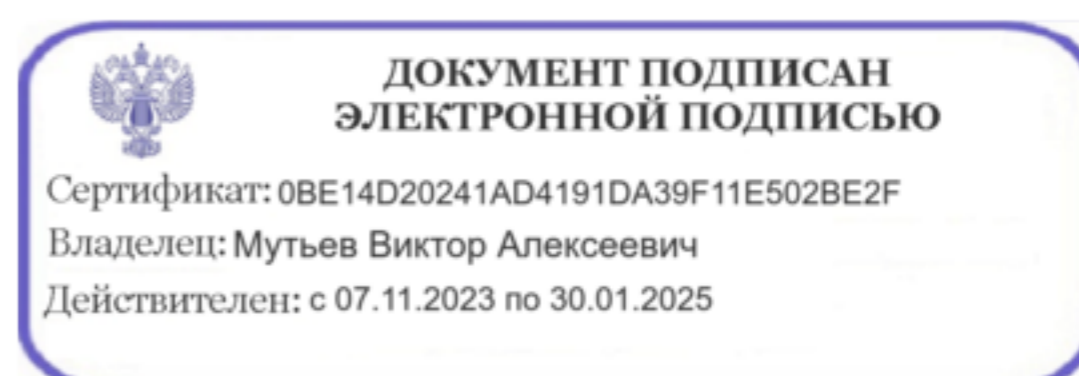 ДОКУМЕНТ ПОДПИСАН
ЭЛЕКТРОННОЙ ПОДПИСЬЮ
Сертификат: 0BE14D20241AD4191DA39F11E502BE2F
Владелец: Мутьев Виктор Алексеевич
Действителен: с 07.11.2023 по 30.01.2025